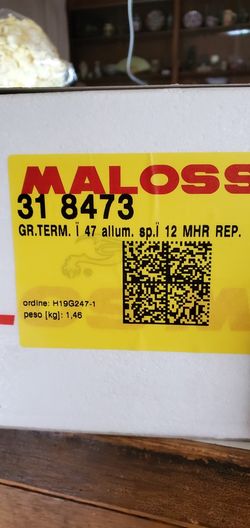 MALOSS
31 8473
GR.TERM. Ï 47 allum. sp.Ï 12 MHR REP.
ordine: H19G247-1
peso [kg]: 1,46